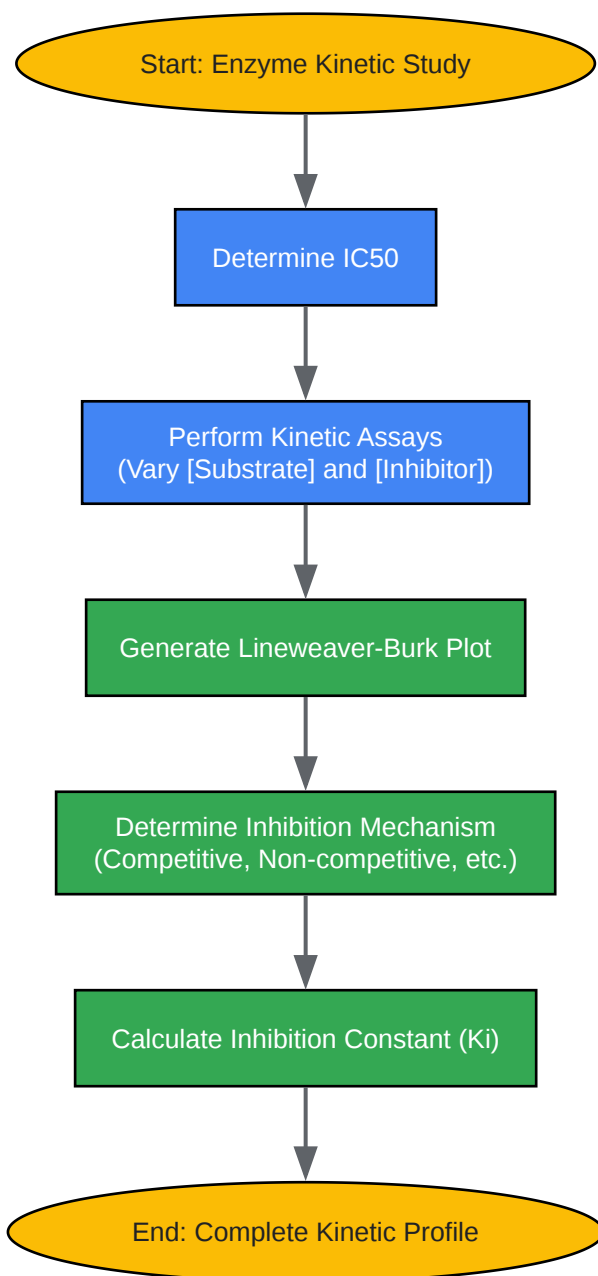 Start: Enzyme Kinetic Study
Determine IC50
Perform Kinetic Assays
(Vary [Substrate] and [Inhibitor])
Generate Lineweaver-Burk Plot
Determine Inhibition Mechanism
(Competitive, Non-competitive, etc.)
Calculate Inhibition Constant (Ki)
End: Complete Kinetic Profile